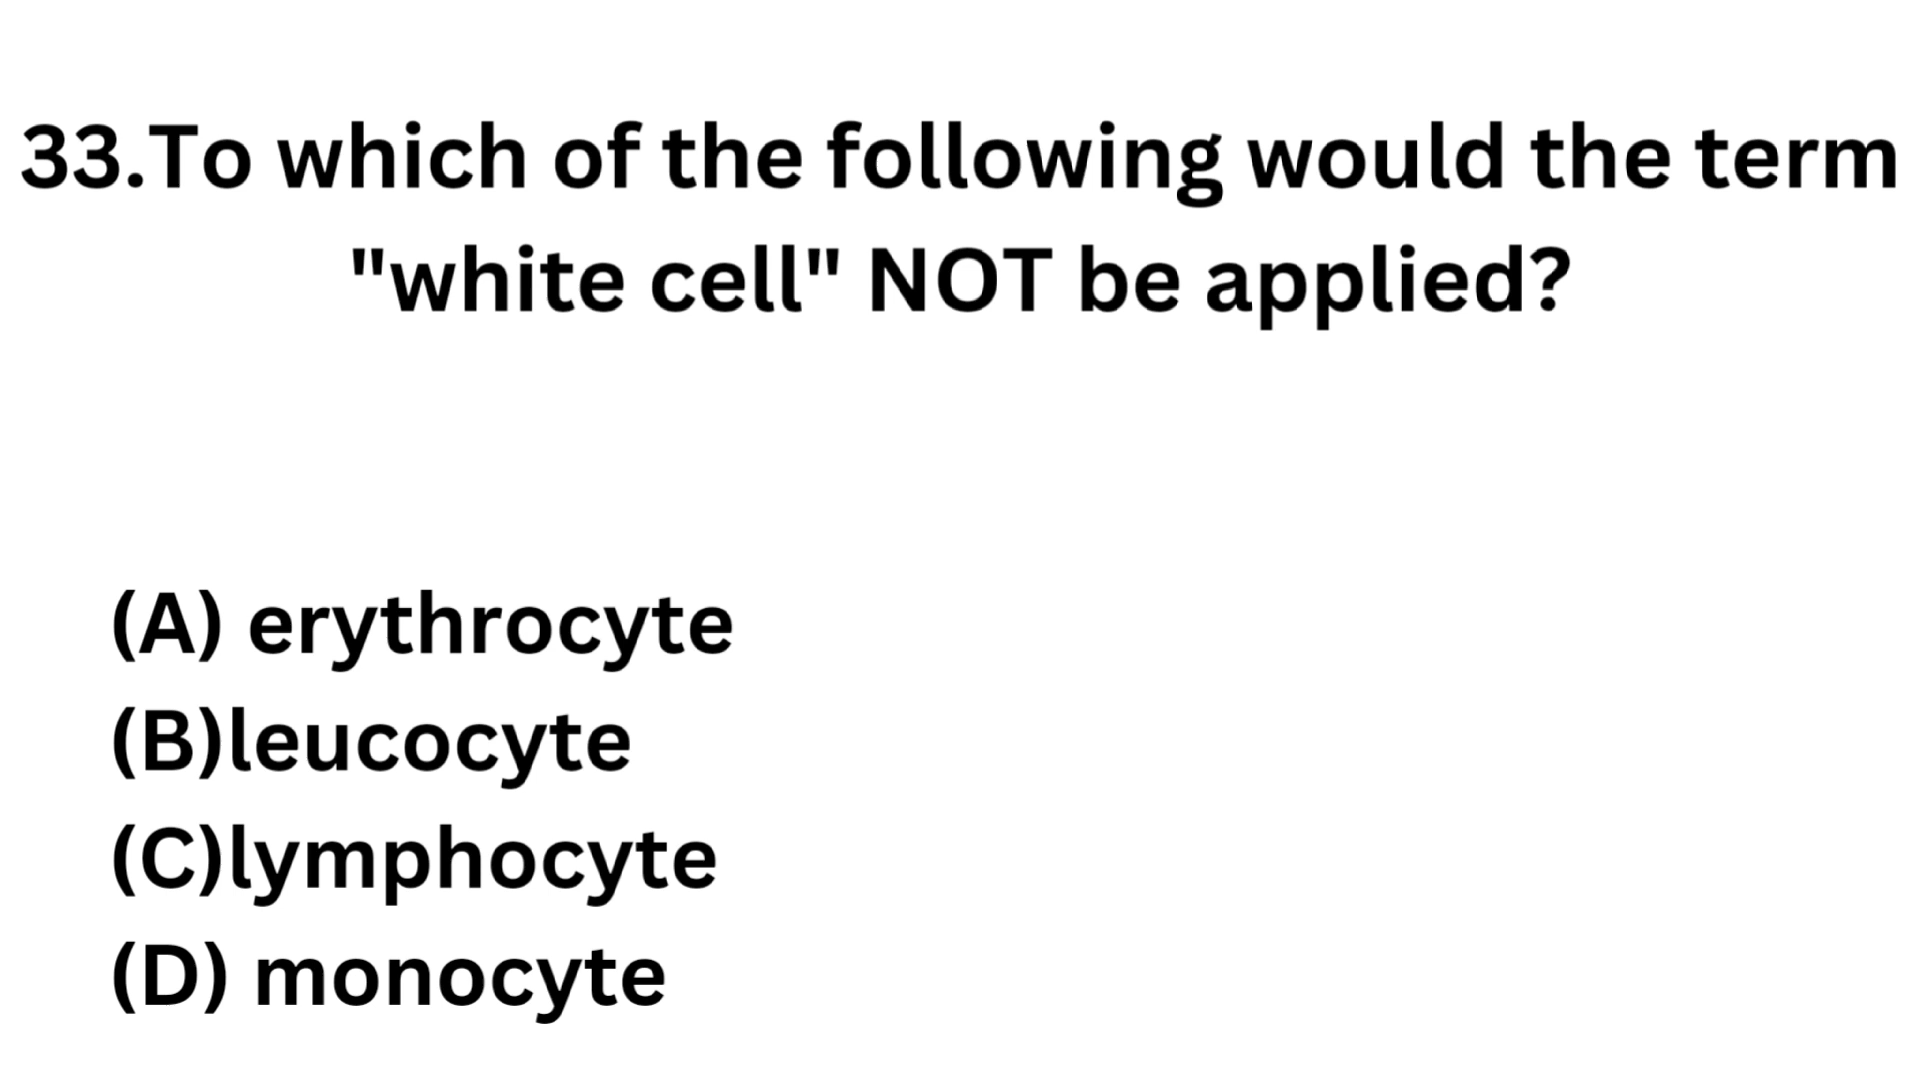 33.To which of the following would the term
"white cell" NOT be applied?
(A) erythrocyte
(B)leucocyte
(C)lymphocyte
(D) monocyte